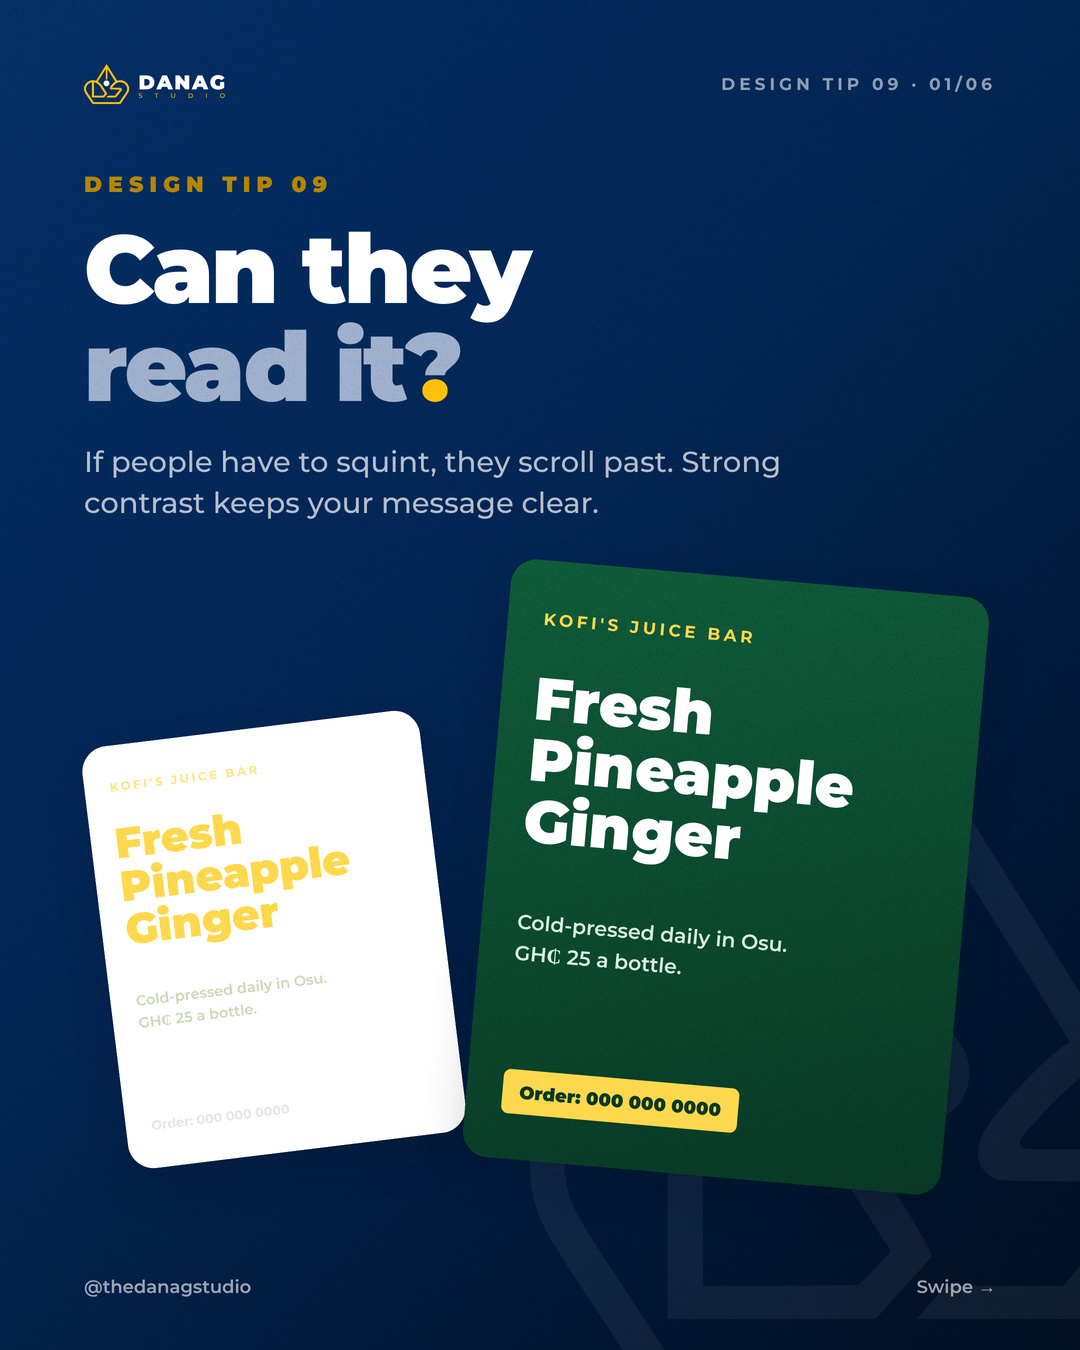 DANAG
STUDIO
DESIGN TIP 09 · 01/06
DESIGN TIP 09
Can they
read it?
If people have to squint, they scroll past. Strong
contrast keeps your message clear.
KOFI'S JUICE BAR
Fresh
Pineapple
Ginger
Cold-pressed daily in Osu.
GH₵ 25 a bottle.
Order: 000 000 0000
KOFI'S JUICE BAR
Fresh
Pineapple
Ginger
Cold-pressed daily in Osu.
GH₵ 25 a bottle.
Order: 000 000 0000
@thedanagstudio
Swipe →